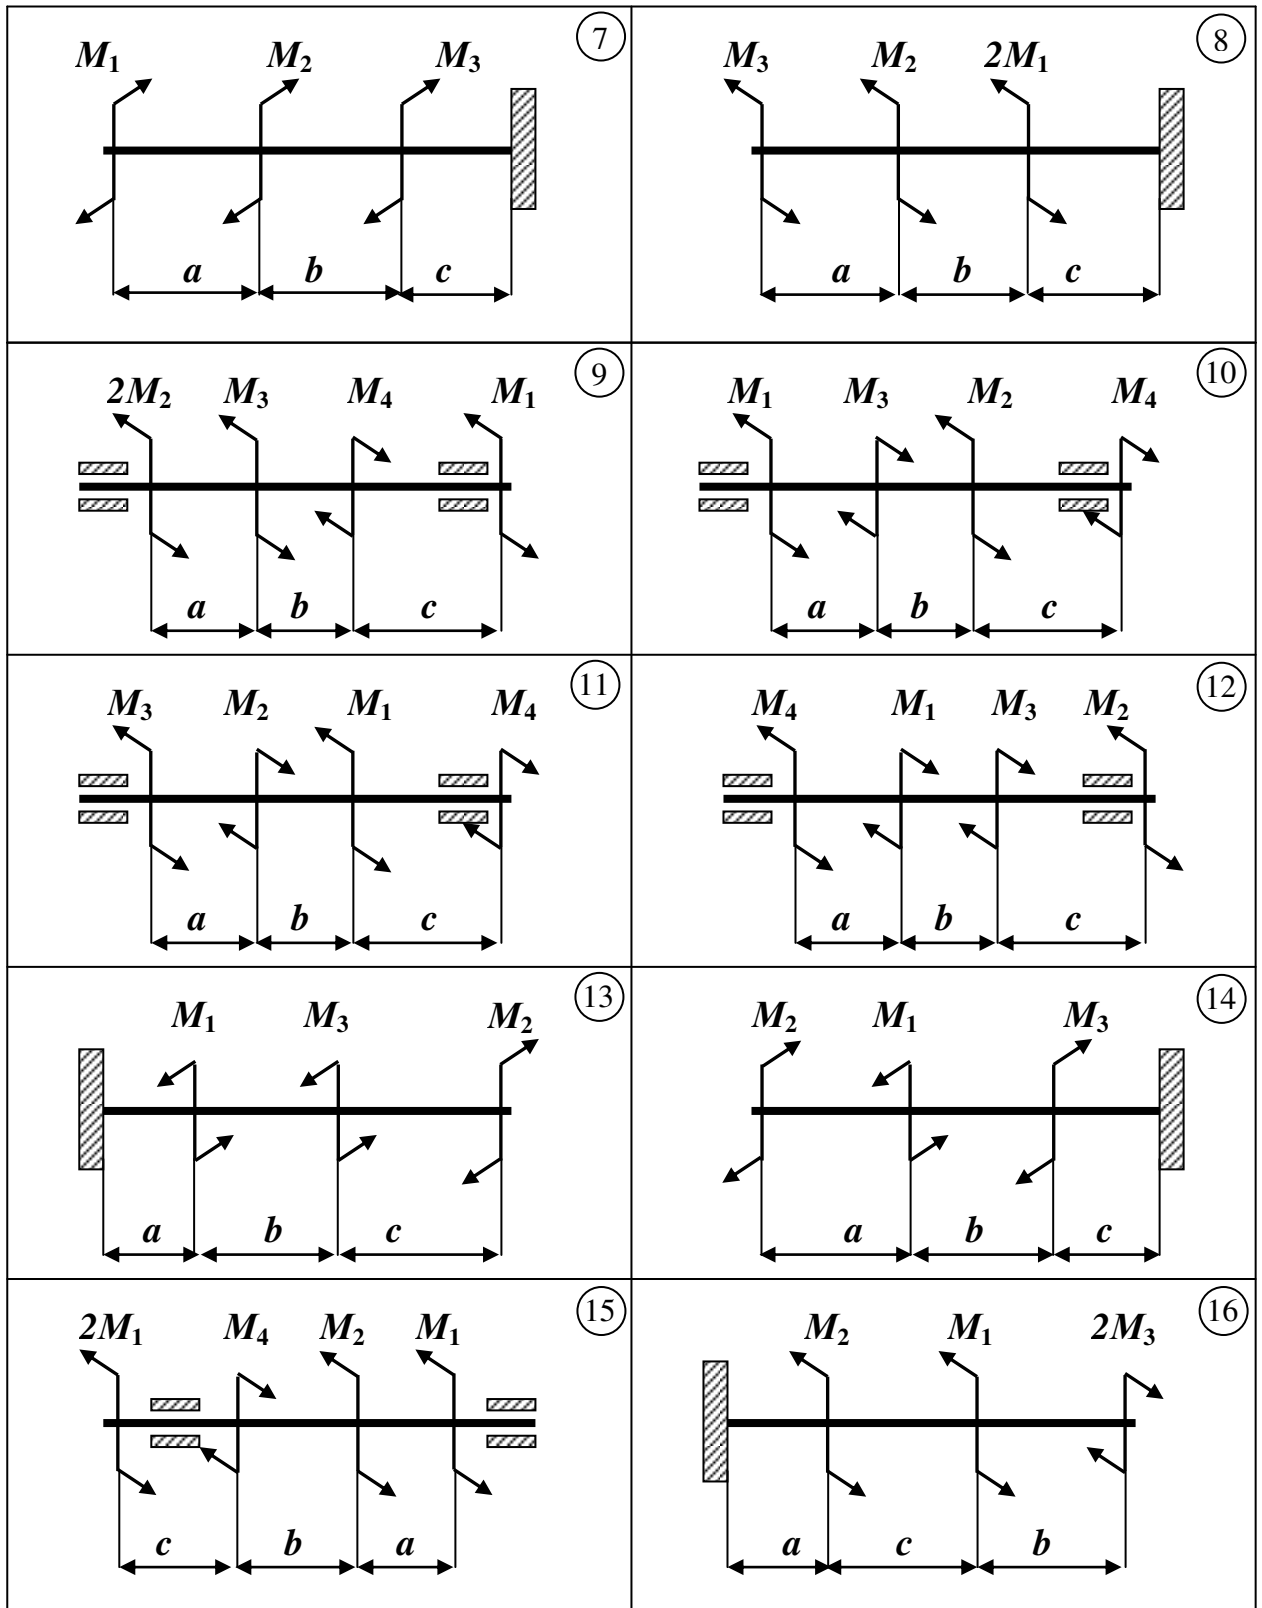 7
M1 M2 M3
a b c
8
M3 M2 2M1
a b c
9
2M2 M3 M4 M1
a b c
10
M1 M3 M2 M4
a b c
11
M3 M2 M1 M4
a b c
12
M4 M1 M3 M2
a b c
13
M1 M3 M2
a b c
14
M2 M1 M3
a b c
15
2M1 M4 M2 M1
c b a
16
M2 M1 2M3
a c b